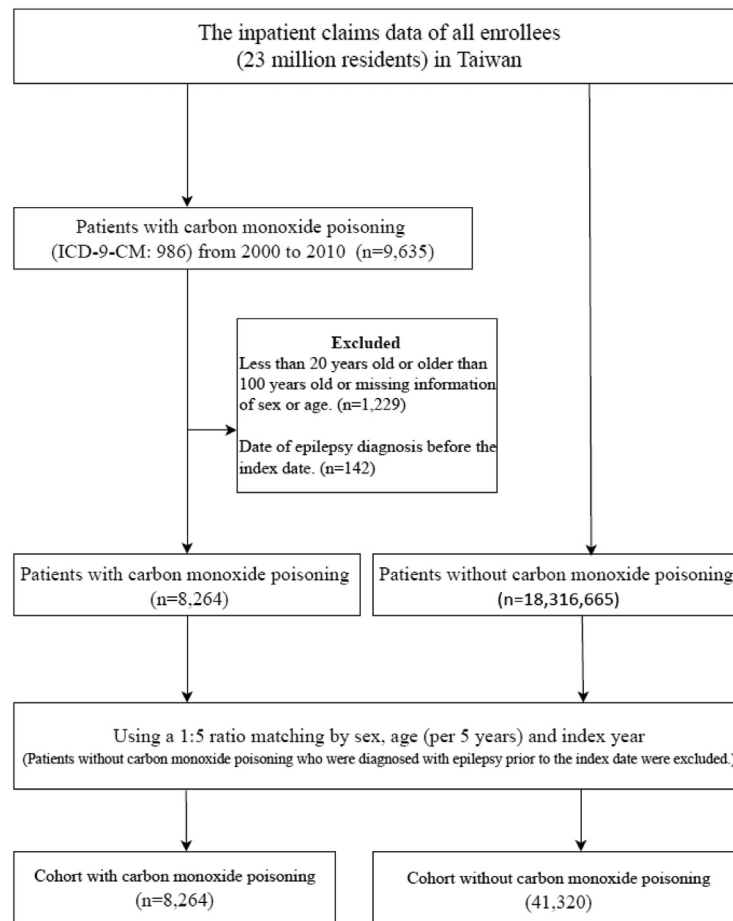 The inpatient claims data of all enrollees
(23 million residents) in Taiwan
Patients with carbon monoxide poisoning
(ICD-9-CM: 986) from 2000 to 2010 (n=9,635)
Excluded
Less than 20 years old or older than
100 years old or missing information
of sex or age. (n=1,229)
Date of epilepsy diagnosis before the
index date. (n=142)
Patients with carbon monoxide poisoning
(n=8,264)
Patients without carbon monoxide poisoning
(n=18,316,665)
Using a 1:5 ratio matching by sex, age (per 5 years) and index year
(Patients without carbon monoxide poisoning who were diagnosed with epilepsy prior to the index date were excluded.)
Cohort with carbon monoxide poisoning
(n=8,264)
Cohort without carbon monoxide poisoning
(41,320)